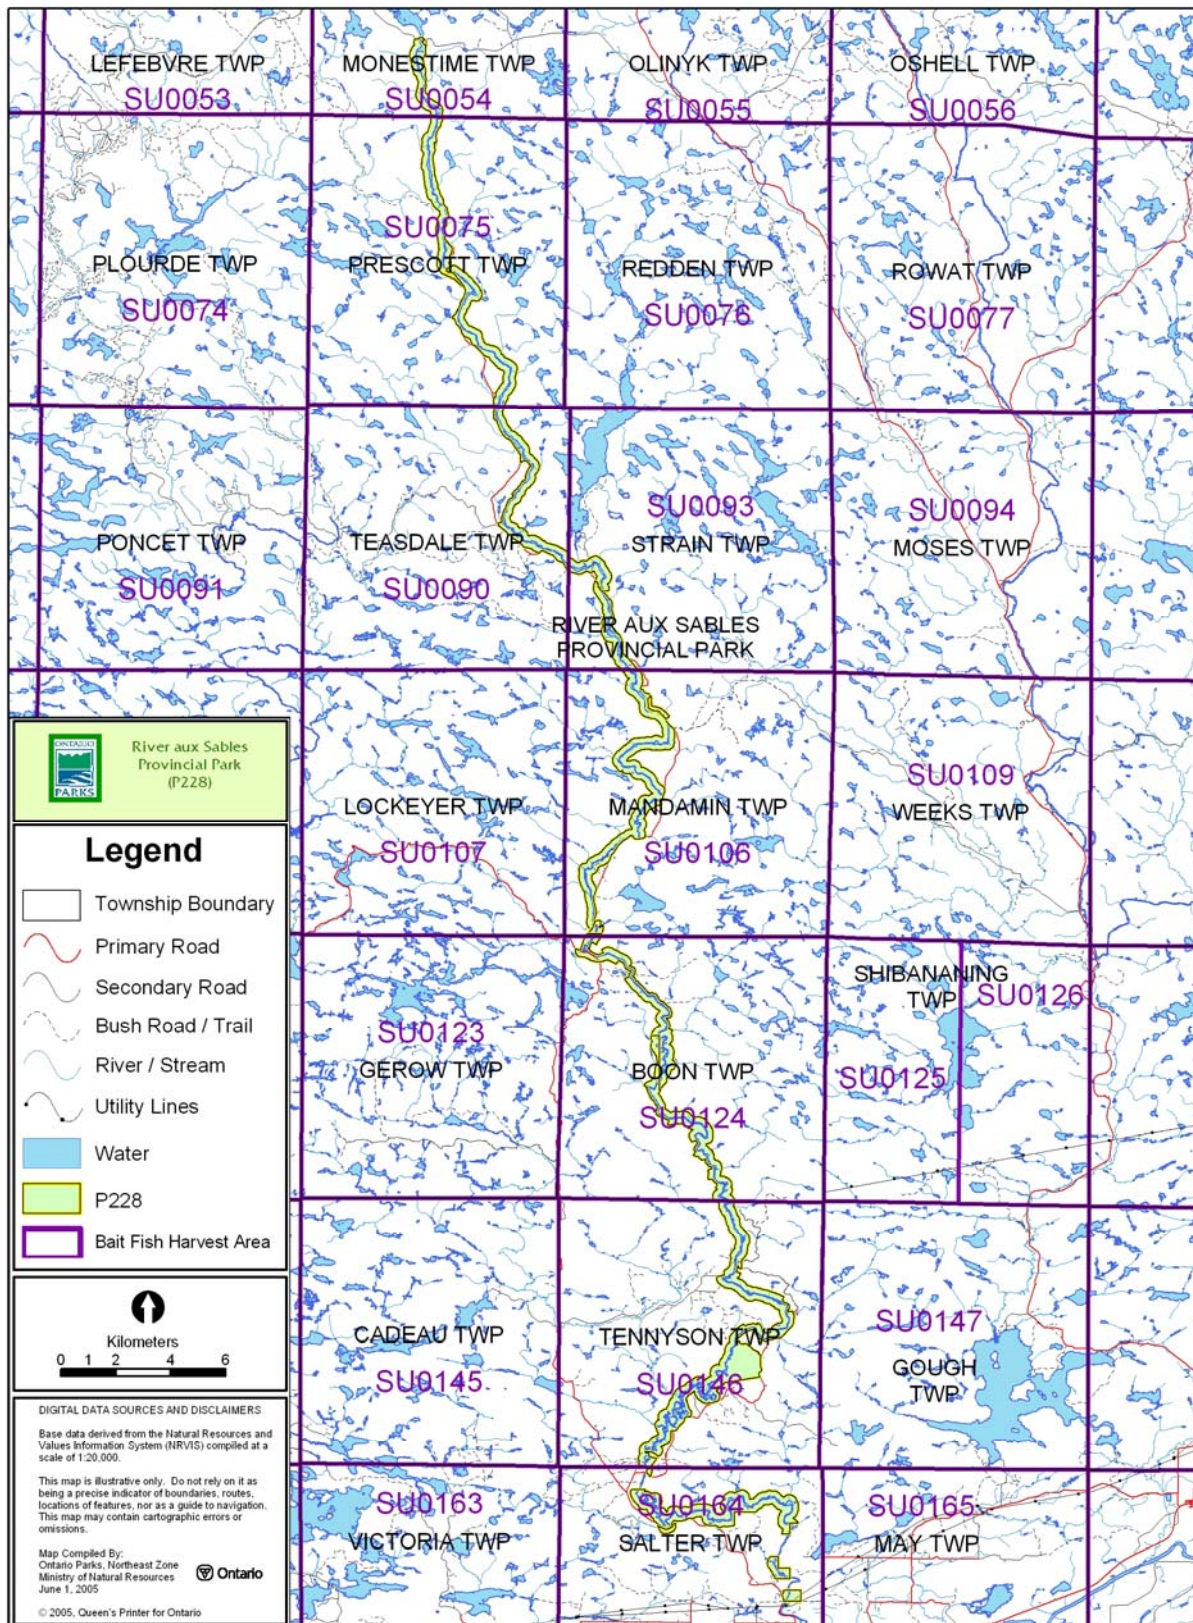 LEFEBVRE TWP
SU0053
MONESTIME TWP
SU0054
OLINYK TWP
SU0055
OSHELL TWP
SU0056
PLOURDE TWP
SU0074
SU0075
PRESCOTT TWP
REDDEN TWP
SU0076
ROWAT TWP
SU0077
PONCET TWP
SU0091
TEASDALE TWP
SU0090
SU0093
STRAIN TWP
SU0094
MOSES TWP
RIVER AUX SABLES
PROVINCIAL PARK
LOCKEYER TWP
SU0107
MANDAMIN TWP
SU0106
SU0109
WEEKS TWP
SU0123
GEROW TWP
BOON TWP
SU0124
SHIBANANING
TWP
SU0126
SU0125
CADEAU TWP
SU0145
TENNYSON TWP
SU0146
SU0147
GOUGH
TWP
SU0163
VICTORIA TWP
SU0164
SALTER TWP
SU0165
MAY TWP
ONTARIO
PARKS
River aux Sables
Provincial Park
(P228)
Legend
Township Boundary
Primary Road
Secondary Road
Bush Road / Trail
River / Stream
Utility Lines
Water
P228
Bait Fish Harvest Area
Kilometers
0 1 2 4 6
DIGITAL DATA SOURCES AND DISCLAIMERS
Base data derived from the Natural Resources and
Values Information System (NRVIS) compiled at a
scale of 1:20,000.
This map is illustrative only. Do not rely on it as
being a precise indicator of boundaries, routes,
locations of features, nor as a guide to navigation.
This map may contain cartographic errors or
omissions.
Map Compiled By:
Ontario Parks, Northeast Zone
Ministry of Natural Resources
June 1, 2005
Ontario
© 2005, Queen's Printer for Ontario